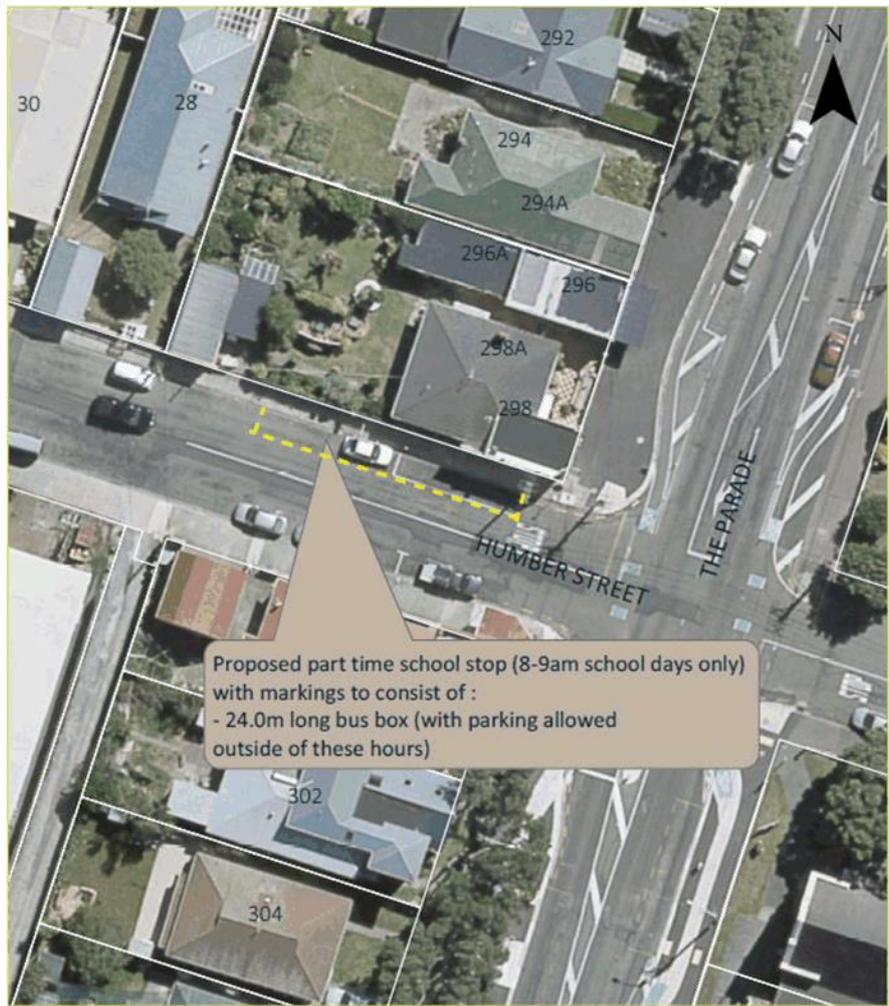 N
292
30
28
294
294A
296A
296
298A
298
THE PARADE
HUMBER STREET
Proposed part time school stop (8-9am school days only)
with markings to consist of :
- 24.0m long bus box (with parking allowed
outside of these hours)
302
304